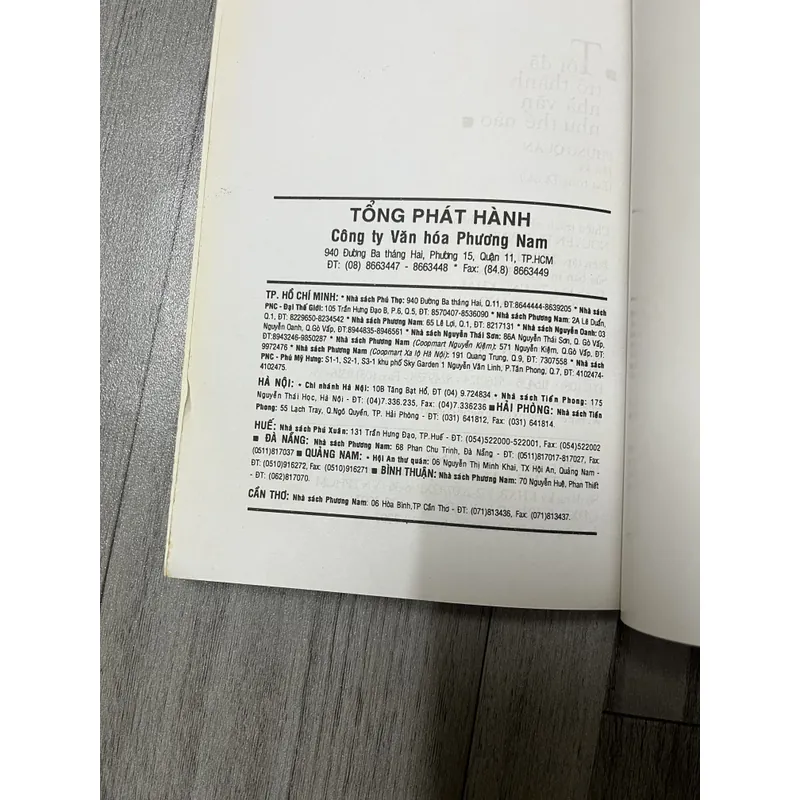 Tôi đã
trở thành
nhà văn
như thế nào
TỔNG PHÁT HÀNH
Công ty Văn hóa Phương Nam
940 Đường Ba tháng Hai, Phường 15, Quận 11, TP.HCM
ĐT: (08) 8663447 - 8663448 * Fax: (84.8) 8663449
TP. HỒ CHÍ MINH: * Nhà sách Phú Thọ: 940 Đường Ba tháng Hai, Q.11, ĐT:8644444-8639205 * Nhà sách
PNC - Đại Thế Giới: 105 Trần Hưng Đạo B, P.6, Q.5, ĐT: 8570407-8536090 * Nhà sách Phương Nam: 2A Lê Duẩn,
Q.1, ĐT: 8229650-8234542 * Nhà sách Phương Nam: 65 Lê Lợi, Q.1, ĐT: 8217131 * Nhà sách Nguyễn Oanh: 03
Nguyễn Oanh, Q.Gò Vấp, ĐT:8944835-8946561 * Nhà sách Nguyễn Thái Sơn: 86A Nguyễn Thái Sơn, Q. Gò Vấp,
ĐT:8943246-9850287 * Nhà sách Phương Nam (Coopmart Nguyễn Kiệm): 571 Nguyễn Kiệm, Q.Gò Vấp, ĐT:
9972476 * Nhà sách Phương Nam (Coopmart Xa lộ Hà Nội): 191 Quang Trung, Q.9, ĐT: 7307558 * Nhà sách
PNC - Phú Mỹ Hưng: S1-1, S2-1, S3-1 khu phố Sky Garden 1 Nguyễn Văn Linh, P.Tân Phong, Q.7, ĐT: 4102474-
4102475.
HÀ NỘI: • Chi nhánh Hà Nội: 10B Tăng Bạt Hổ, ĐT (04) 9.724834 * Nhà sách Tiền Phong: 175
Nguyễn Thái Học, Hà Nội - ĐT: (04)7.336.235, Fax: (04)7.336236 ■ HẢI PHÒNG: Nhà sách Tiền
Phong: 55 Lạch Tray, Q.Ngô Quyền, TP. Hải Phòng - ĐT: (031) 641812, Fax: (031) 641814.
HUẾ: Nhà sách Phú Xuân: 131 Trần Hưng Đạo, TP.Huế - ĐT: (054)522000-522001, Fax: (054)522002
■ ĐÀ NẴNG: Nhà sách Phương Nam: 68 Phan Chu Trinh, Đà Nẵng - ĐT: (0511)817017-817027, Fax:
(0511)817037 ■ QUẢNG NAM: • Hội An thư quán: 06 Nguyễn Thị Minh Khai, TX Hội An, Quảng Nam -
ĐT: (0510)916272, Fax: (0510)916271 ■ BÌNH THUẬN: Nhà sách Phương Nam: 70 Nguyễn Huệ, Phan Thiết
- ĐT: (062)817070.
CẦN THƠ: Nhà sách Phương Nam: 06 Hòa Bình,TP Cần Thơ - ĐT: (071)813436, Fax: (071)813437.